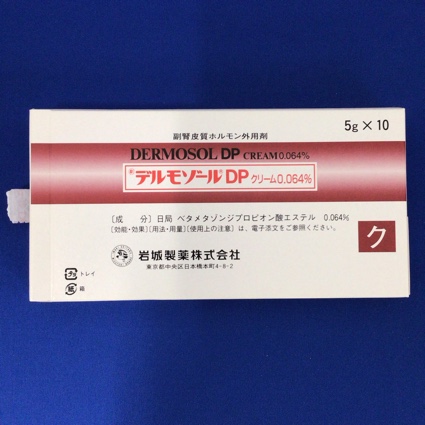 5g × 10
副腎皮質ホルモン外用剤
DERMOSOL DP CREAM 0.064%
デルモゾール® DP クリーム0.064%
〔成 分〕日局 ベタメタゾンジプロピオン酸エステル 0.064%
〔効能・効果〕〔用法・用量〕〔使用上の注意〕は、電子添文をご参照ください。
ク
岩城製薬株式会社
東京都中央区日本橋本町4-8-2
プラ トレイ
紙 箱